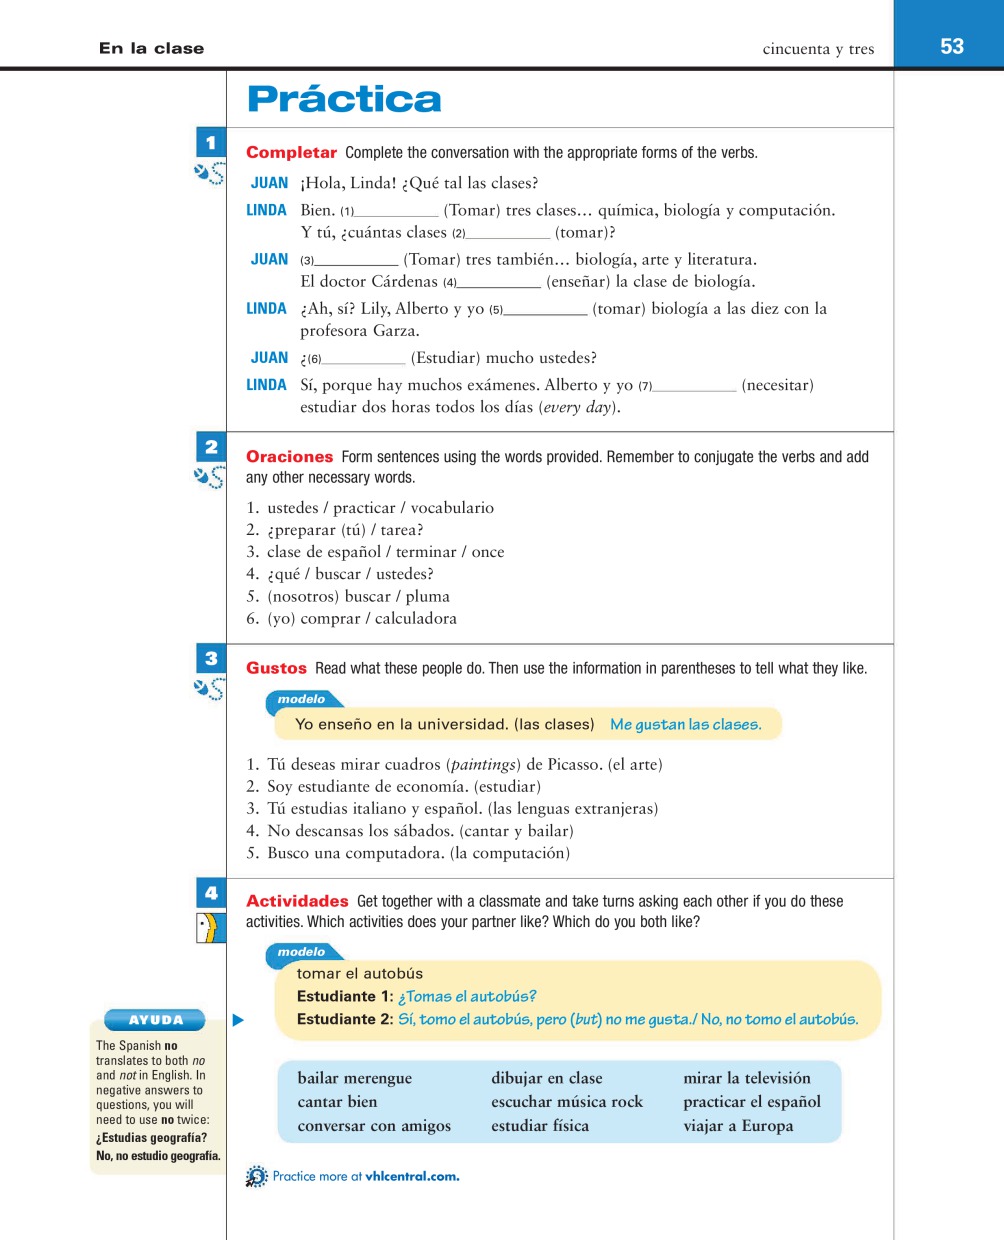 En la clase
cincuenta y tres
53
Práctica
1
Completar Complete the conversation with the appropriate forms of the verbs.
JUAN ¡Hola, Linda! ¿Qué tal las clases?
LINDA Bien. (1)____________ (Tomar) tres clases... química, biología y computación.
Y tú, ¿cuántas clases (2)____________ (tomar)?
JUAN (3)____________ (Tomar) tres también... biología, arte y literatura.
El doctor Cárdenas (4)____________ (enseñar) la clase de biología.
LINDA ¿Ah, sí? Lily, Alberto y yo (5)____________ (tomar) biología a las diez con la
profesora Garza.
JUAN ¿(6)____________ (Estudiar) mucho ustedes?
LINDA Sí, porque hay muchos exámenes. Alberto y yo (7)____________ (necesitar)
estudiar dos horas todos los días (every day).
2
Oraciones Form sentences using the words provided. Remember to conjugate the verbs and add
any other necessary words.
1. ustedes / practicar / vocabulario
2. ¿preparar (tú) / tarea?
3. clase de español / terminar / once
4. ¿qué / buscar / ustedes?
5. (nosotros) buscar / pluma
6. (yo) comprar / calculadora
3
Gustos Read what these people do. Then use the information in parentheses to tell what they like.
modelo
Yo enseño en la universidad. (las clases) Me gustan las clases.
1. Tú deseas mirar cuadros (paintings) de Picasso. (el arte)
2. Soy estudiante de economía. (estudiar)
3. Tú estudias italiano y español. (las lenguas extranjeras)
4. No descansas los sábados. (cantar y bailar)
5. Busco una computadora. (la computación)
4
Actividades Get together with a classmate and take turns asking each other if you do these
activities. Which activities does your partner like? Which do you both like?
modelo
tomar el autobús
Estudiante 1: ¿Tomas el autobús?
Estudiante 2: Sí, tomo el autobús, pero (but) no me gusta./ No, no tomo el autobús.
AYUDA
The Spanish no
translates to both no
and not in English. In
negative answers to
questions, you will
need to use no twice:
¿Estudias geografía?
No, no estudio geografía.
bailar merengue dibujar en clase mirar la televisión
cantar bien escuchar música rock practicar el español
conversar con amigos estudiar física viajar a Europa
Practice more at vhlcentral.com.